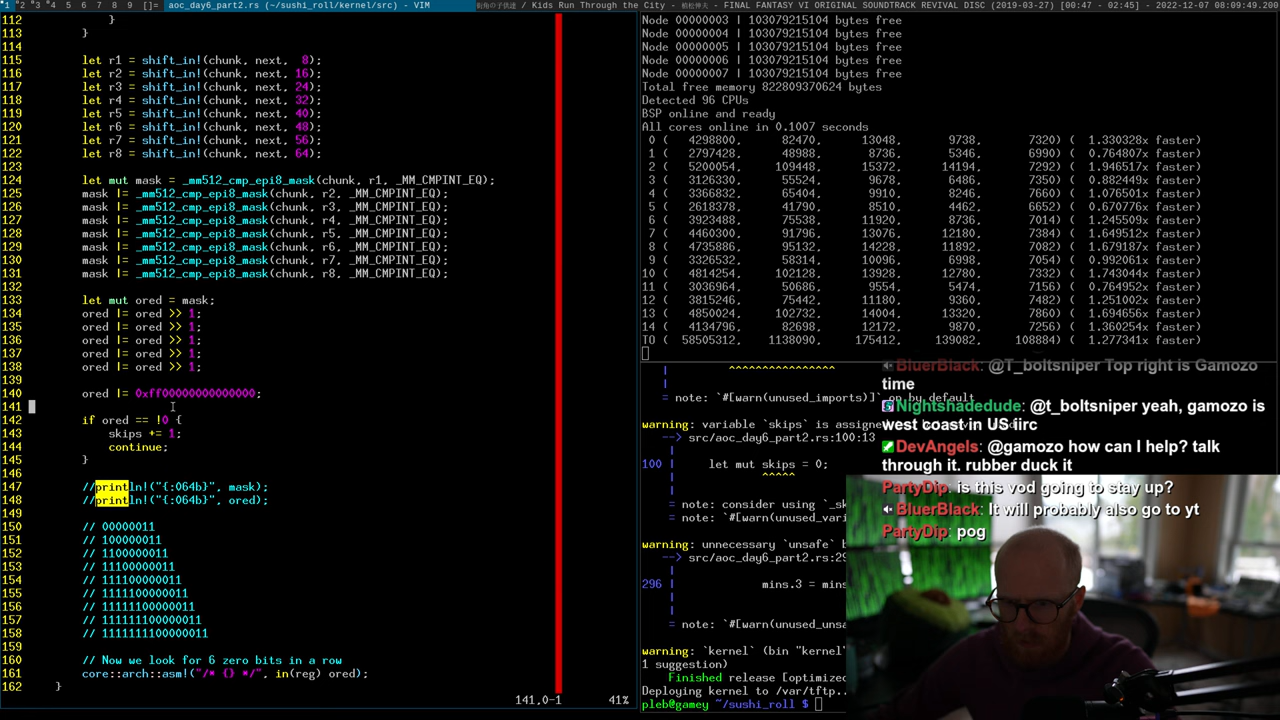 1 2 3 4 5 6 7 8 9 []= aoc_day6_part2.rs (~/sushi_roll/kernel/src) - VIM / Kids Run Through the City - - FINAL FANTASY VI ORIGINAL SOUNDTRACK REVIVAL DISC (2019-03-27) [00:47 - 02:45] - 2022-12-07 08:09:49.200
112 }
113 }
114
115 let r1 = shift_in!(chunk, next, 8);
116 let r2 = shift_in!(chunk, next, 16);
117 let r3 = shift_in!(chunk, next, 24);
118 let r4 = shift_in!(chunk, next, 32);
119 let r5 = shift_in!(chunk, next, 40);
120 let r6 = shift_in!(chunk, next, 48);
121 let r7 = shift_in!(chunk, next, 56);
122 let r8 = shift_in!(chunk, next, 64);
123
124 let mut mask = _mm512_cmp_epi8_mask(chunk, r1, _MM_CMPINT_EQ);
125 mask |= _mm512_cmp_epi8_mask(chunk, r2, _MM_CMPINT_EQ);
126 mask |= _mm512_cmp_epi8_mask(chunk, r3, _MM_CMPINT_EQ);
127 mask |= _mm512_cmp_epi8_mask(chunk, r4, _MM_CMPINT_EQ);
128 mask |= _mm512_cmp_epi8_mask(chunk, r5, _MM_CMPINT_EQ);
129 mask |= _mm512_cmp_epi8_mask(chunk, r6, _MM_CMPINT_EQ);
130 mask |= _mm512_cmp_epi8_mask(chunk, r7, _MM_CMPINT_EQ);
131 mask |= _mm512_cmp_epi8_mask(chunk, r8, _MM_CMPINT_EQ);
132
133 let mut ored = mask;
134 ored |= ored >> 1;
135 ored |= ored >> 1;
136 ored |= ored >> 1;
137 ored |= ored >> 1;
138 ored |= ored >> 1;
139
140 ored |= 0xff00000000000000;
141
142 if ored == !0 {
143 skips += 1;
144 continue;
145 }
146
147 //println!("{:064b}", mask);
148 //println!("{:064b}", ored);
149
150 // 00000011
151 // 100000011
152 // 1100000011
153 // 11100000011
154 // 111100000011
155 // 1111100000011
156 // 11111100000011
157 // 111111100000011
158 // 1111111100000011
159
160 // Now we look for 6 zero bits in a row
161 core::arch::asm!("/* {} */", in(reg) ored);
162 }
141,0-1 41%
Node 00000003 | 103079215104 bytes free
Node 00000004 | 103079215104 bytes free
Node 00000005 | 103079215104 bytes free
Node 00000006 | 103079215104 bytes free
Node 00000007 | 103079215104 bytes free
Total free memory 822809370624 bytes
Detected 96 CPUs
BSP online and ready
All cores online in 0.1007 seconds
0 ( 4298800, 82470, 13048, 9738, 7320) ( 1.330328x faster)
1 ( 2797428, 48988, 8736, 5346, 6990) ( 0.764807x faster)
2 ( 5200054, 109448, 15372, 14194, 7292) ( 1.946517x faster)
3 ( 3126330, 55524, 9678, 6486, 7350) ( 0.882449x faster)
4 ( 3366832, 65404, 9910, 8246, 7660) ( 1.076501x faster)
5 ( 2618378, 41790, 8510, 4462, 6652) ( 0.670776x faster)
6 ( 3923488, 75538, 11920, 8736, 7014) ( 1.245509x faster)
7 ( 4460300, 91796, 13076, 12180, 7384) ( 1.649512x faster)
8 ( 4735886, 95132, 14228, 11892, 7082) ( 1.679187x faster)
9 ( 3326532, 58314, 10096, 6998, 7054) ( 0.992061x faster)
10 ( 4814254, 102128, 13928, 12780, 7332) ( 1.743044x faster)
11 ( 3036964, 50686, 9554, 5474, 7156) ( 0.764952x faster)
12 ( 3815246, 75442, 11180, 9360, 7482) ( 1.251002x faster)
13 ( 4850024, 102732, 14004, 13320, 7860) ( 1.694656x faster)
14 ( 4134796, 82698, 12172, 9870, 7256) ( 1.360254x faster)
TO ( 58505312, 1138090, 175412, 139082, 108884) ( 1.277341x faster)
| ^^^^^^^^^^^^^^^^
|
= note: `#[warn(unused_imports)]` on by default
warning: variable `skips` is assigne
--> src/aoc_day6_part2.rs:100:13
|
100 | let mut skips = 0;
| ^^^^^
|
= note: consider using `_sk
= note: `#[warn(unused_vari
warning: unnecessary `unsafe` b
--> src/aoc_day6_part2.rs:29
|
296 | mins.3 = mins
|
= note: `#[warn(unused_unsa
warning: `kernel` (bin "kernel"
1 suggestion)
Finished release [optimize
Deploying kernel to /var/tftp..
pleb@gamey ~/sushi_roll $
BluerBlack: @T_boltsniper Top right is Gamozo
time
Nightshadedude: @t_boltsniper yeah, gamozo is
west coast in US iirc
DevAngels: @gamozo how can I help? talk
through it. rubber duck it
PartyDip: is this vod going to stay up?
BluerBlack: It will probably also go to yt
PartyDip: pog